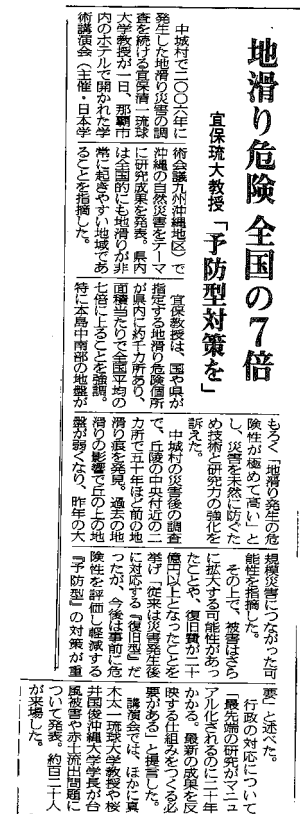 地滑り危険 全国の7倍
宜保琉大教授「予防型対策を」
中城村で二〇〇六年に
発生した地滑り災害の調
査を続ける宜保清一琉球
大学教授が一日、那覇市
内のホテルで開かれた学
術講演会(主催・日本学
術会議九州沖縄地区)で
沖縄の自然災害をテーマ
に研究成果を発表。県内
は全国的にも地滑りが非
常に起きやすい地域であ
ることを指摘した。
宜保教授は、国や県が
指定する地滑り危険個所
が県内に約千カ所あり、
面積当たりで全国平均の
七倍に上ることを強調。
特に本島中南部の地盤が
もろく「地滑り発生の危
険性が極めて高い」と
し、災害を未然に防ぐた
め技術と研究力の強化を
訴えた。
中城村の災害後の調査
で、丘陵の中央付近の二
カ所で五十年ほど前の地
滑り痕を発見。過去の地
滑りの影響で丘の上の地
盤が弱くなり、昨年の大
規模災害につながった可
能性を指摘した。
その上で、被害はさら
に拡大する可能性があっ
たことや、復旧費が二十
億円以上となったことを
挙げ「従来は災害発生後
に対応する『復旧型』だ
ったが、今後は事前に危
険性を評価し軽減する
『予防型』の対策が重
要」と述べた。
行政の対応について
「最先端の研究がマニュ
アル化されるのに二十年
かかる。最新の成果を反
映する仕組みをつくる必
要がある」と提言した。
講演会では、ほかに真
木太一琉球大学教授や桜
井国俊沖縄大学学長が台
風被害や赤土流出問題に
ついて発表。約百二十人
が来場した。